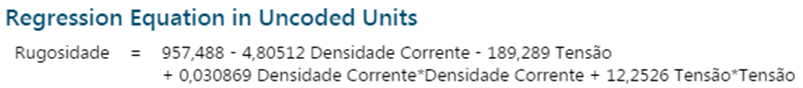 Regression Equation in Uncoded Units
Rugosidade = 957,488 - 4,80512 Densidade Corrente - 189,289 Tensão
+ 0,030869 Densidade Corrente*Densidade Corrente + 12,2526 Tensão*Tensão